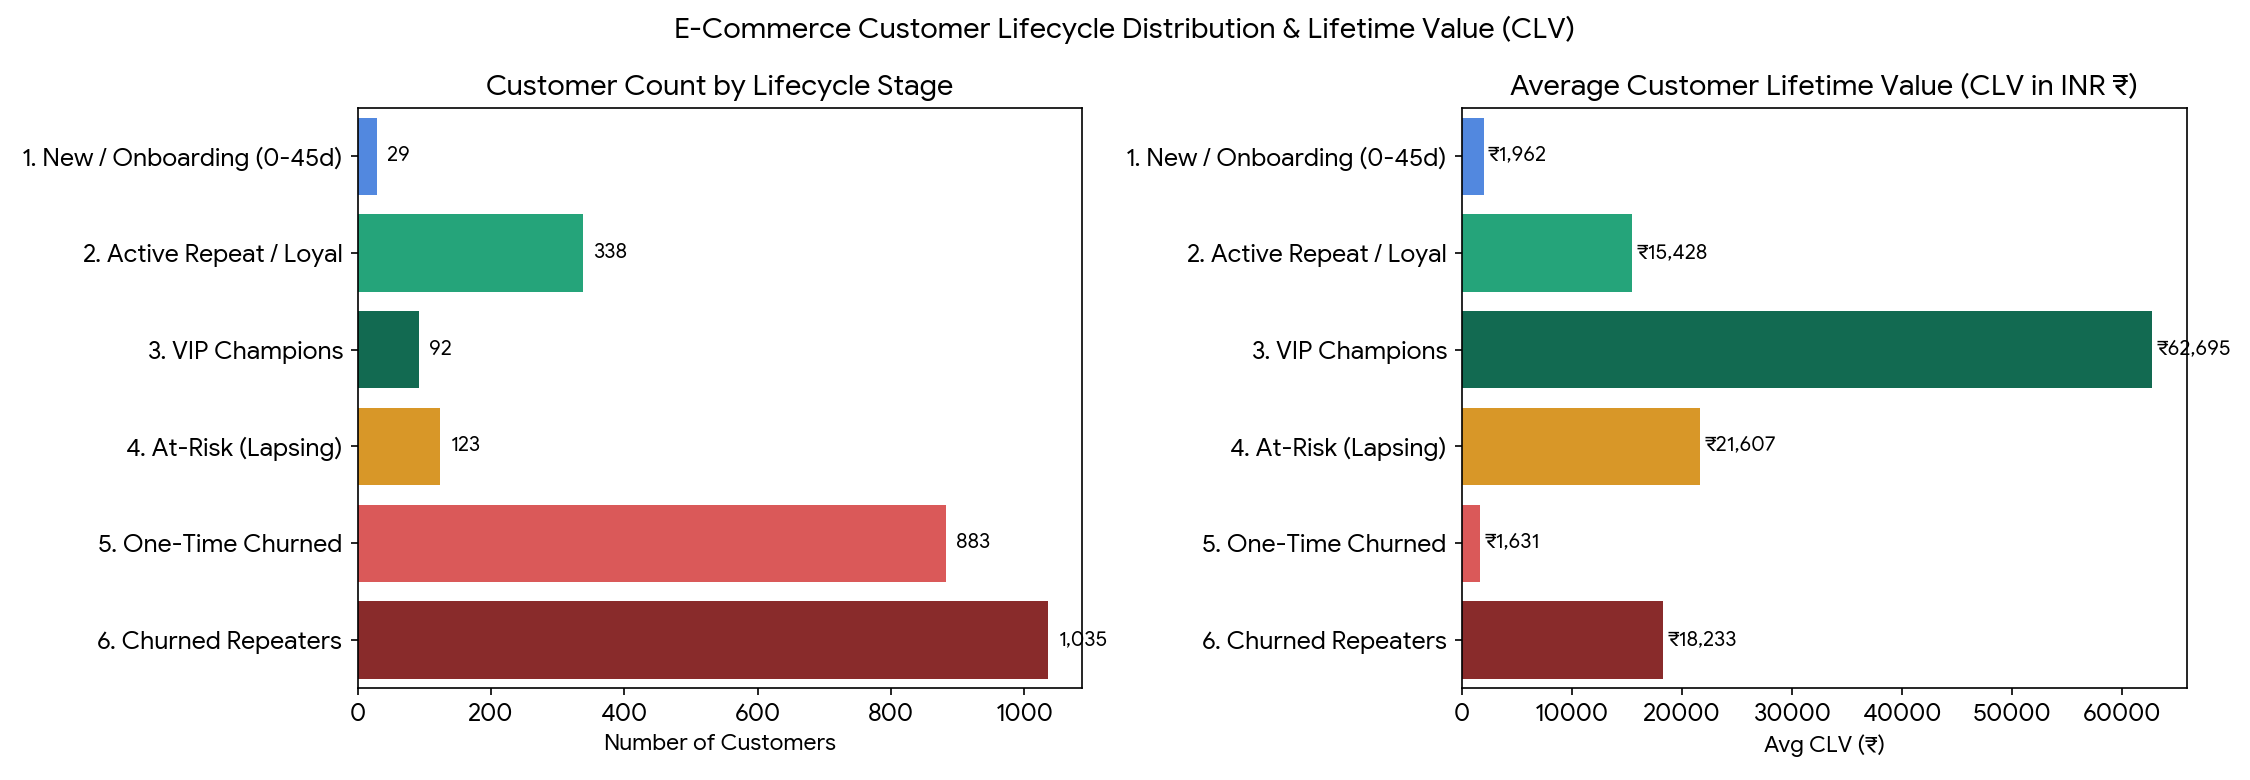 E-Commerce Customer Lifecycle Distribution & Lifetime Value (CLV)
Customer Count by Lifecycle Stage
1. New / Onboarding (0-45d)
29
2. Active Repeat / Loyal
338
3. VIP Champions
92
4. At-Risk (Lapsing)
123
5. One-Time Churned
883
6. Churned Repeaters
1,035
0 200 400 600 800 1000
Number of Customers
Average Customer Lifetime Value (CLV in INR ₹)
1. New / Onboarding (0-45d)
₹1,962
2. Active Repeat / Loyal
₹15,428
3. VIP Champions
₹62,695
4. At-Risk (Lapsing)
₹21,607
5. One-Time Churned
₹1,631
6. Churned Repeaters
₹18,233
0 10000 20000 30000 40000 50000 60000
Avg CLV (₹)